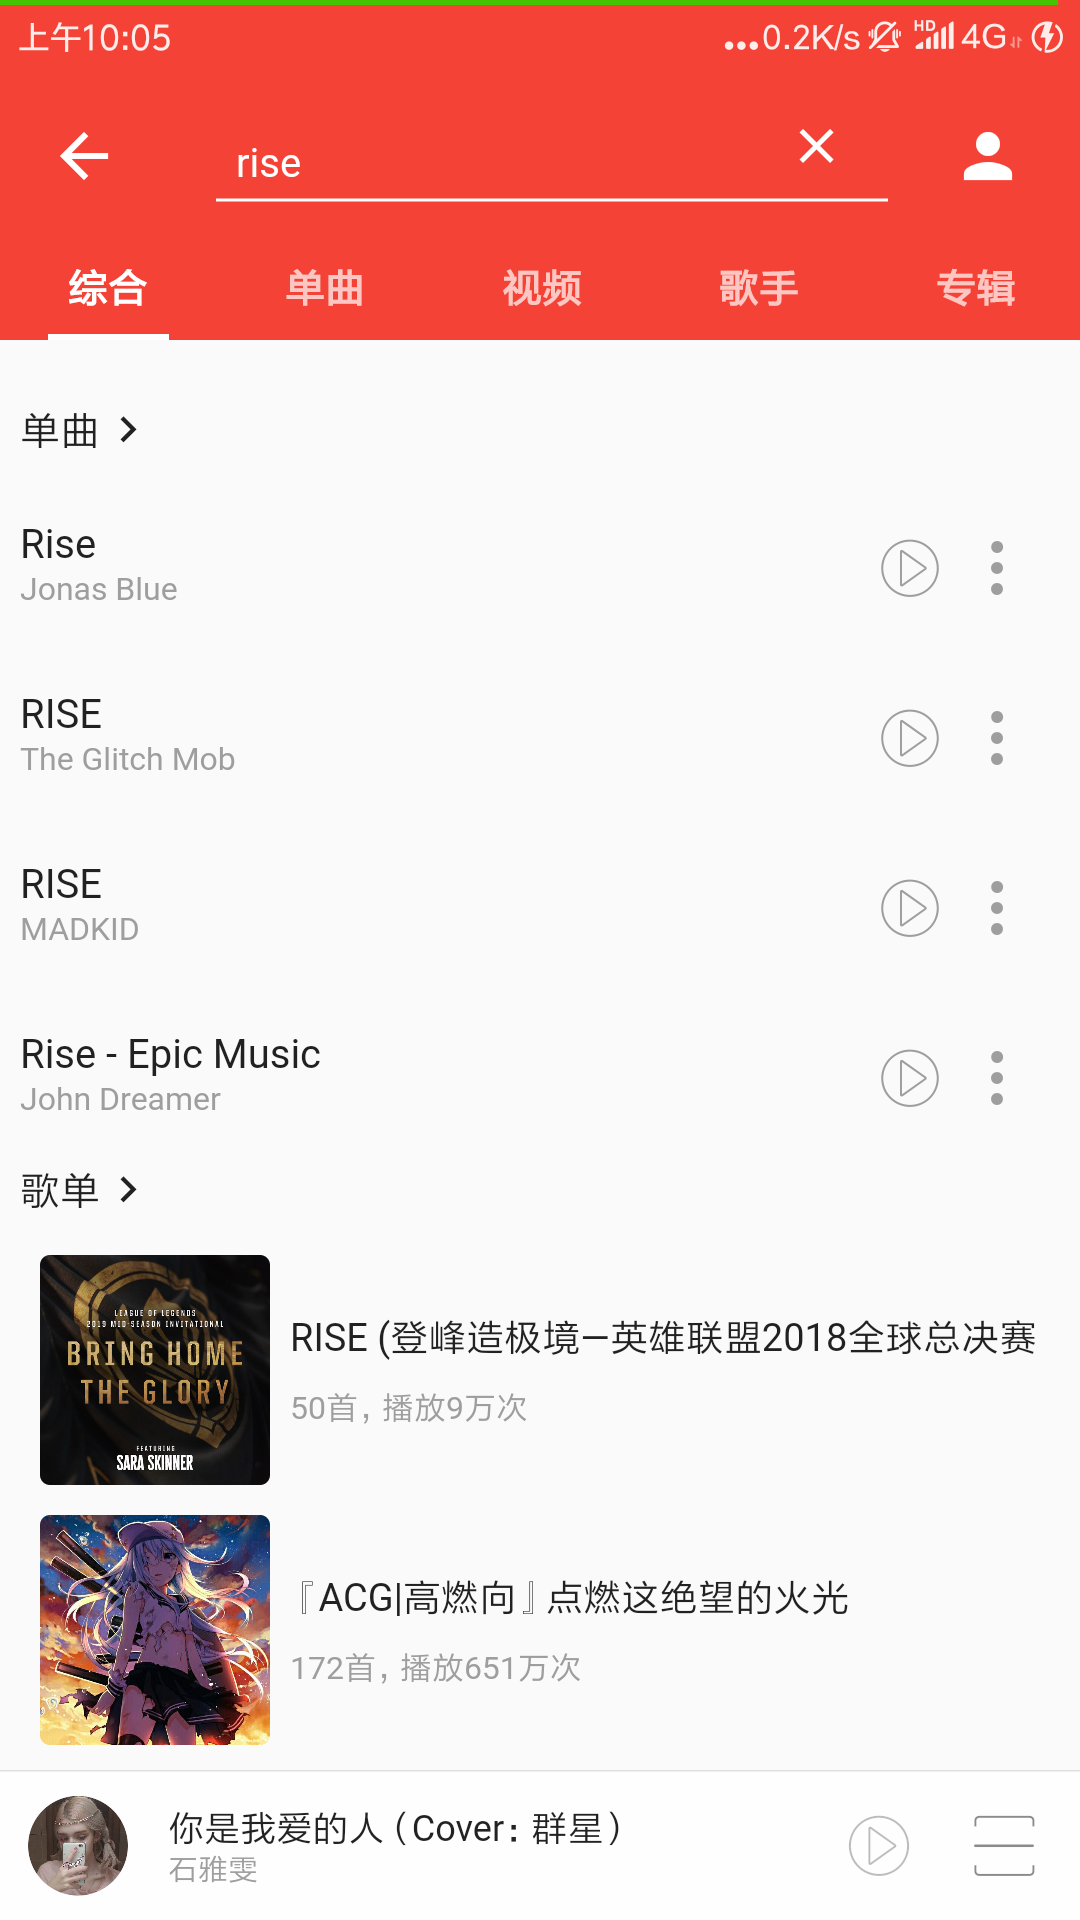 上午10:05
...0.2K/s HD 4G
rise
综合 单曲 视频 歌手 专辑
单曲
Rise
Jonas Blue
RISE
The Glitch Mob
RISE
MADKID
Rise - Epic Music
John Dreamer
歌单
LEAGUE OF LEGENDS
2019 MID-SEASON INVITATIONAL
BRING HOME
THE GLORY
FEATURING
SARA SKINNER
RISE (登峰造极境—英雄联盟2018全球总决赛
50首, 播放9万次
『ACG|高燃向』点燃这绝望的火光
172首, 播放651万次
你是我爱的人（Cover：群星）
石雅雯